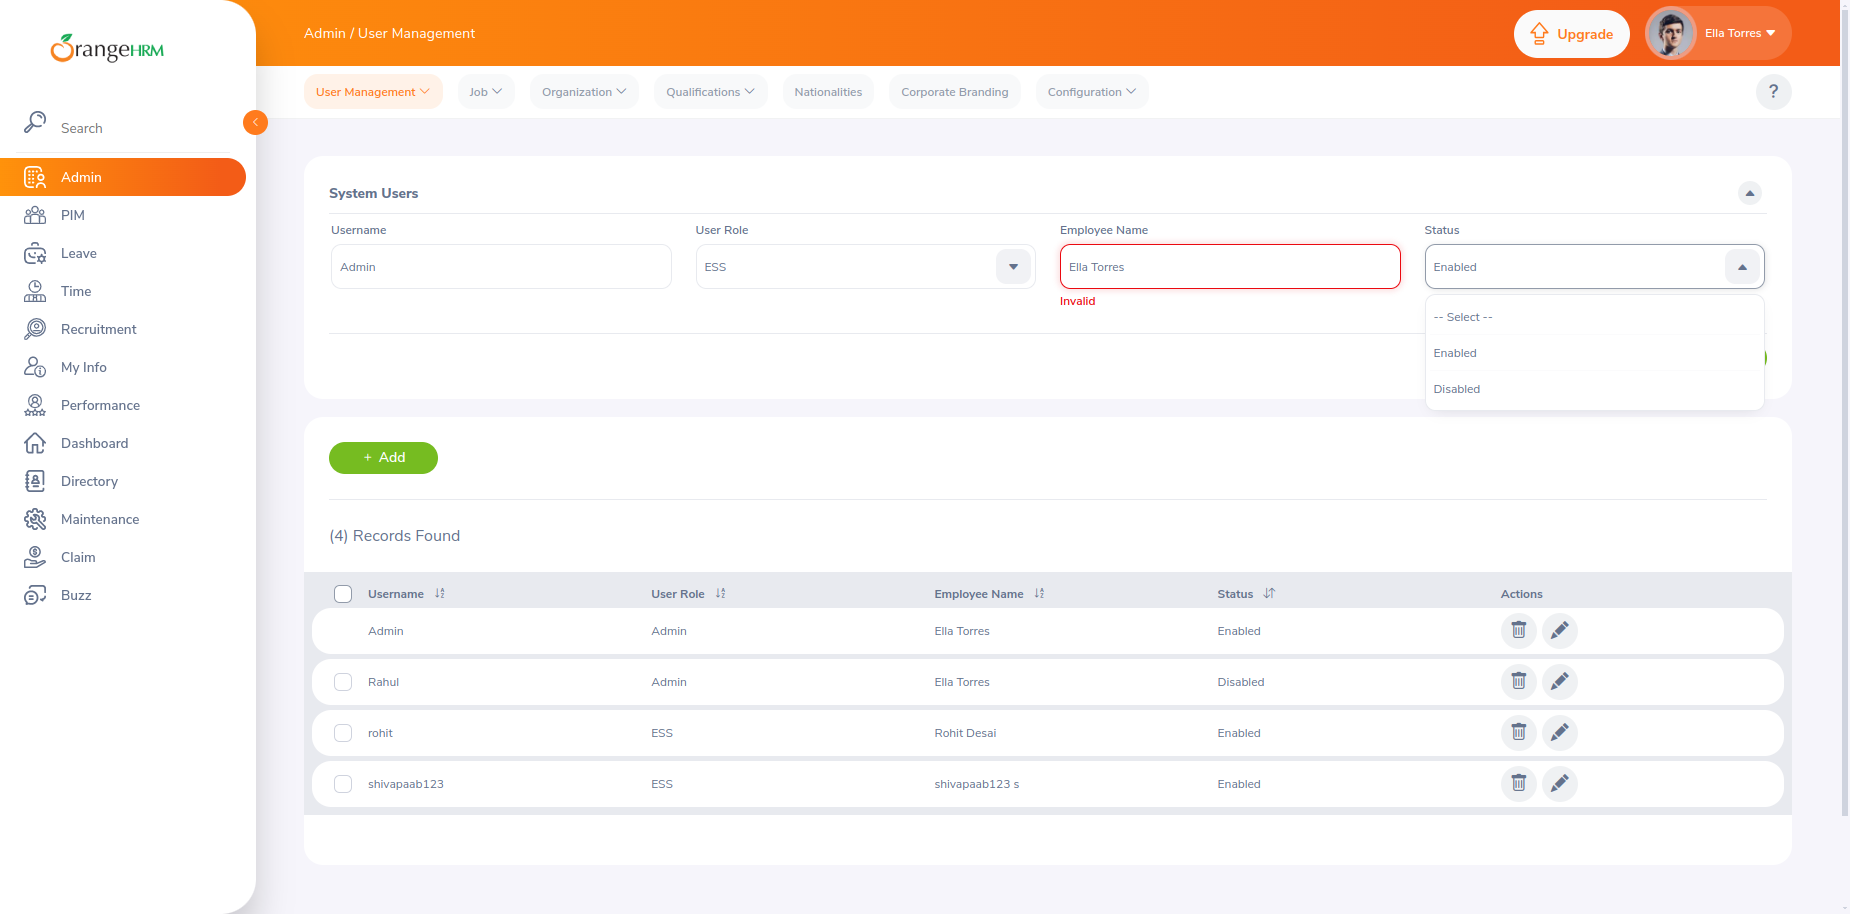 OrangeHRM
Admin / User Management
Upgrade
Ella Torres
User Management
Job
Organization
Qualifications
Nationalities
Corporate Branding
Configuration
?
Search
Admin
PIM
Leave
Time
Recruitment
My Info
Performance
Dashboard
Directory
Maintenance
Claim
Buzz
System Users
Username
User Role
Employee Name
Status
Admin
ESS
Ella Torres
Enabled
Invalid
-- Select --
Enabled
Disabled
+ Add
(4) Records Found
Username User Role Employee Name Status Actions
Admin Admin Ella Torres Enabled
Rahul Admin Ella Torres Disabled
rohit ESS Rohit Desai Enabled
shivapaab123 ESS shivapaab123 s Enabled